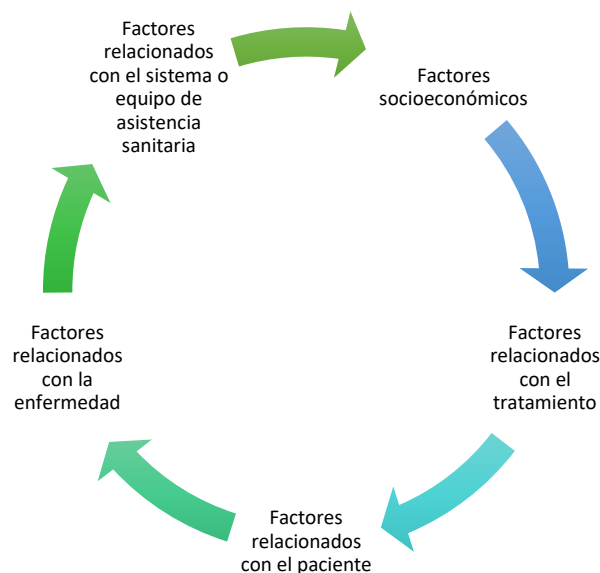 Factores
relacionados
con el sistema o
equipo de
asistencia
sanitaria
Factores
socioeconómicos
Factores
relacionados
con el
tratamiento
Factores
relacionados
con el paciente
Factores
relacionados
con la
enfermedad